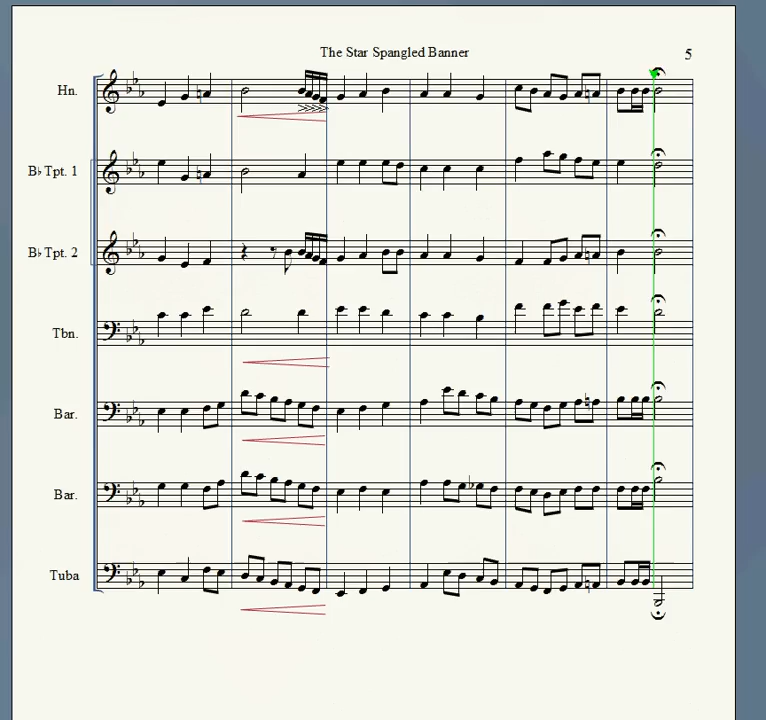 The Star Spangled Banner
5
Hn.
B♭ Tpt. 1
B♭ Tpt. 2
Tbn.
Bar.
Bar.
Tuba